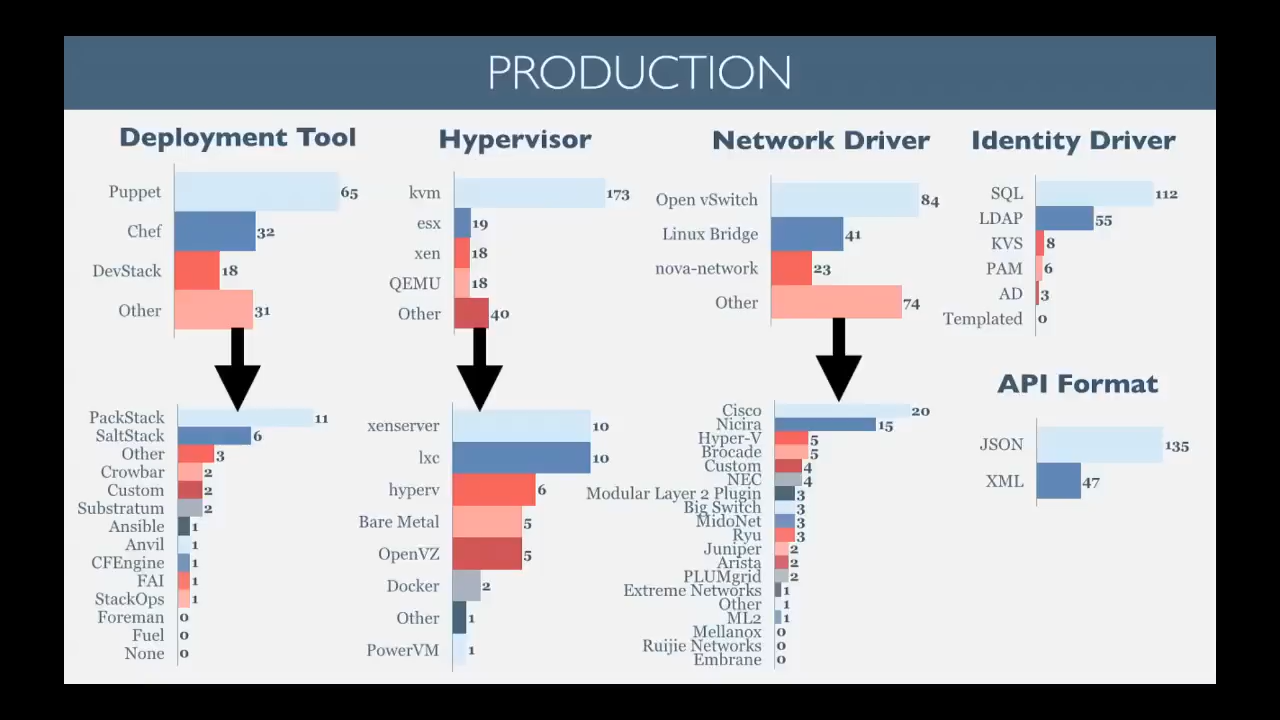 PRODUCTION
Deployment Tool
Puppet 65
Chef 32
DevStack 18
Other 31
PackStack 11
SaltStack 6
Other 3
Crowbar 2
Custom 2
Substratum 2
Ansible 1
Anvil 1
CFEngine 1
FAI 1
StackOps 1
Foreman 0
Fuel 0
None 0
Hypervisor
kvm 173
esx 19
xen 18
QEMU 18
Other 40
xenserver 10
lxc 10
hyperv 6
Bare Metal 5
OpenVZ 5
Docker 2
Other 1
PowerVM 1
Network Driver
Open vSwitch 84
Linux Bridge 41
nova-network 23
Other 74
Cisco 20
Nicira 15
Hyper-V 5
Brocade 5
Custom 4
NEC 4
Modular Layer 2 Plugin 3
Big Switch 3
MidoNet 3
Ryu 3
Juniper 2
Arista 2
PLUMgrid 2
Extreme Networks 1
Other 1
ML2 1
Mellanox 0
Ruijie Networks 0
Embrane 0
Identity Driver
SQL 112
LDAP 55
KVS 8
PAM 6
AD 3
Templated 0
API Format
JSON 135
XML 47